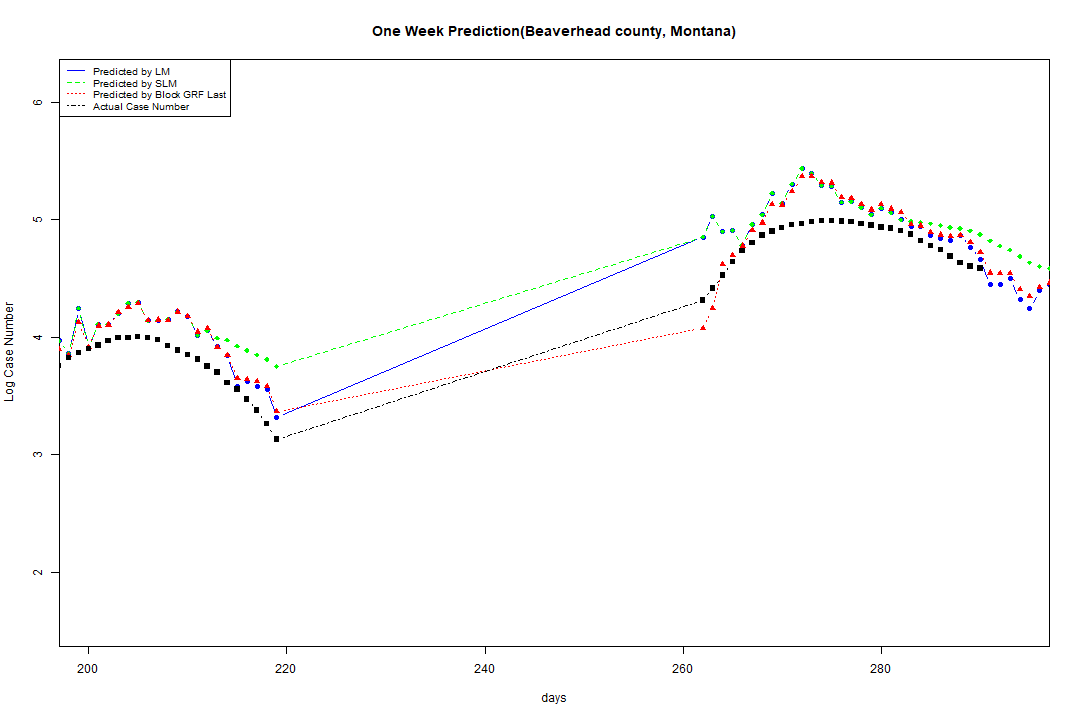 One Week Prediction(Beaverhead county, Montana)
Predicted by LM
Predicted by SLM
Predicted by Block GRF Last
Actual Case Number
6
5
4
3
2
Log Case Number
200 220 240 260 280
days